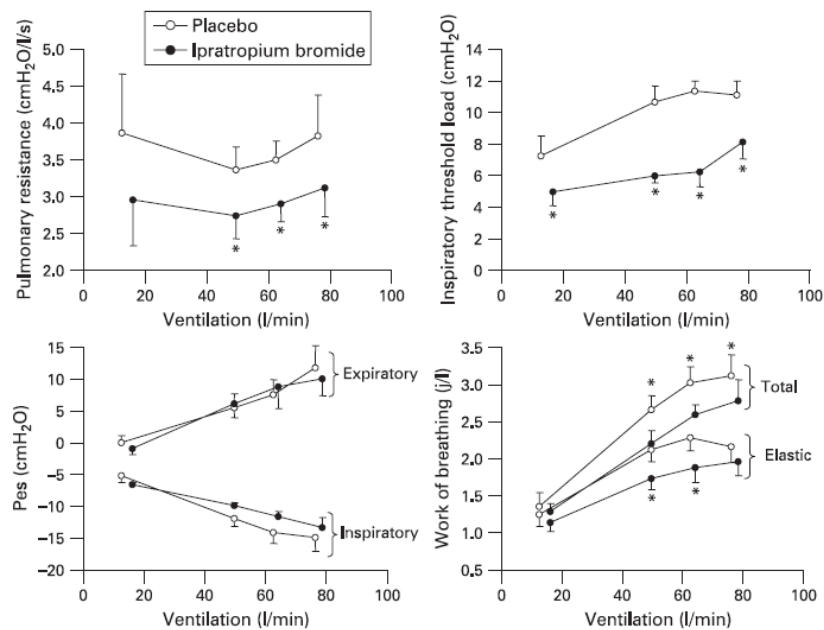 Placebo
Ipratropium bromide
Pulmonary resistance (cmH2O/l/s)
5.0
4.5
4.0
3.5
3.0
2.5
2.0
* * *
0 20 40 60 80 100
Ventilation (l/min)
Inspiratory threshold load (cmH2O)
14
12
10
8
6
4
2
0
* * * *
0 20 40 60 80 100
Ventilation (l/min)
Pes (cmH2O)
15
10
5
0
−5
−10
−15
−20
Expiratory
Inspiratory
0 20 40 60 80 100
Ventilation (l/min)
Work of breathing (j/l)
3.5
3.0
2.5
2.0
1.5
1.0
0.5
* * *
Total
Elastic
* *
0 20 40 60 80 100
Ventilation (l/min)